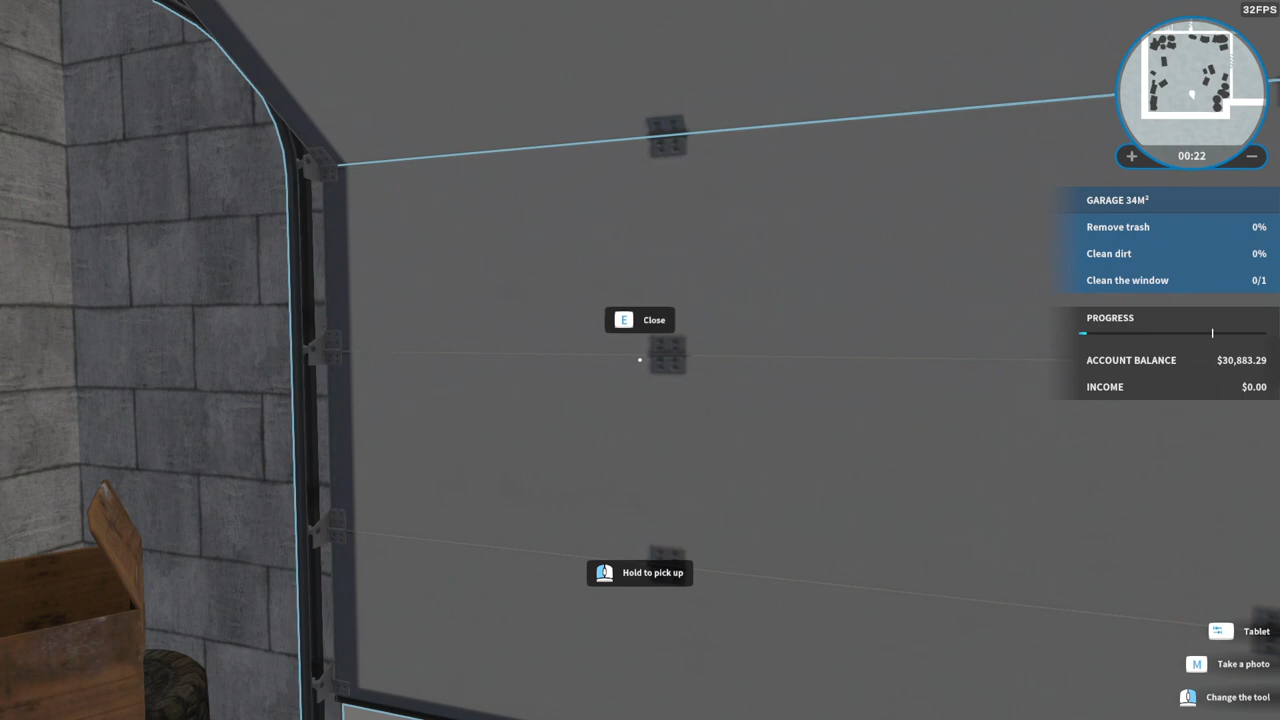 32FPS
+ 00:22 −
GARAGE 34M²
Remove trash 0%
Clean dirt 0%
Clean the window 0/1
PROGRESS
ACCOUNT BALANCE $30,883.29
INCOME $0.00
E Close
Hold to pick up
Tablet
M Take a photo
Change the tool